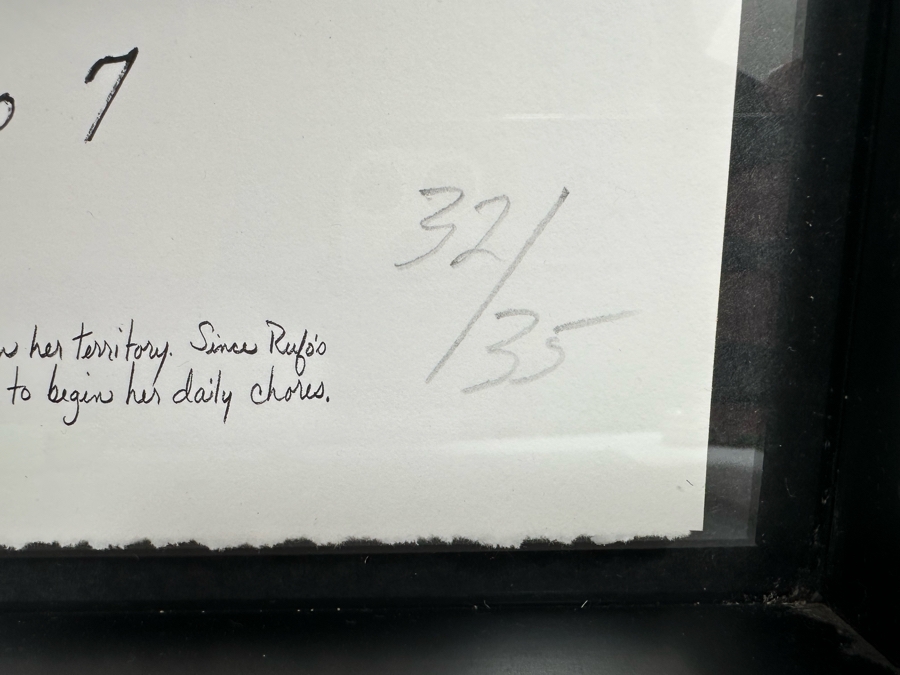 7
32/35
her territory. Since Rufo's
to begin her daily chores.